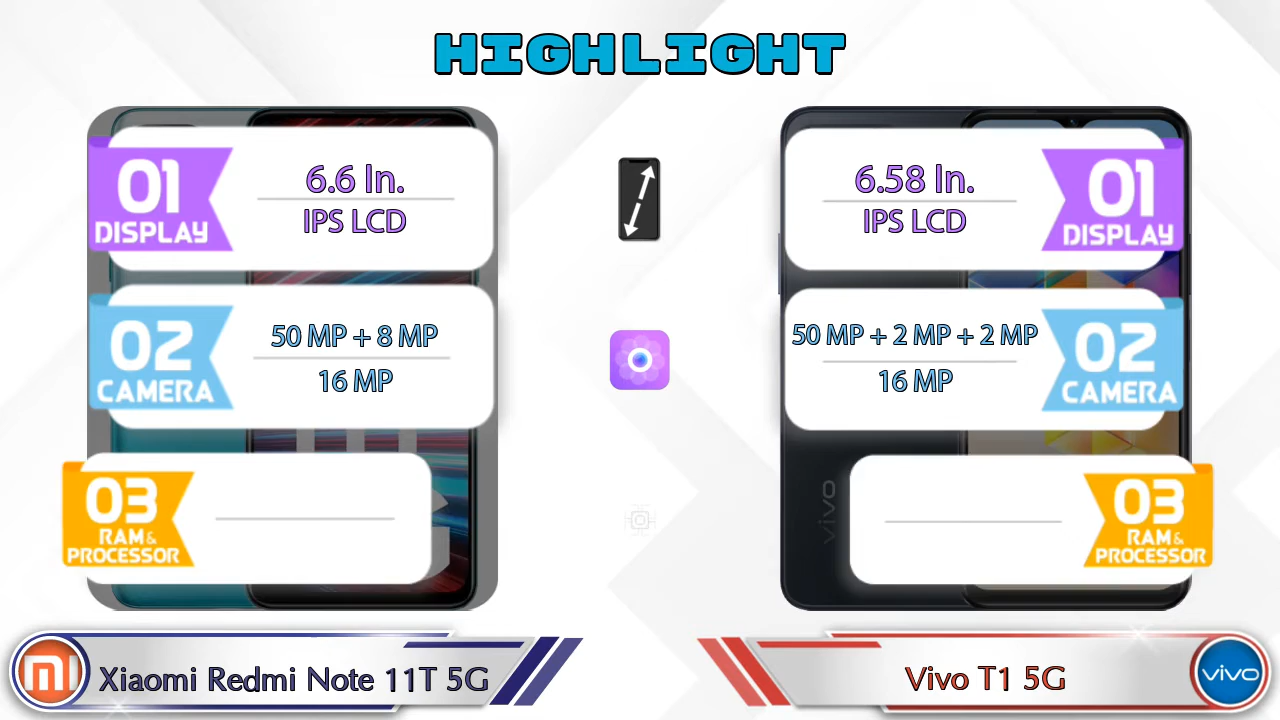 HIGHLIGHT
01
DISPLAY
6.6 In.
IPS LCD
6.58 In.
IPS LCD
01
DISPLAY
02
CAMERA
50 MP + 8 MP
16 MP
50 MP + 2 MP + 2 MP
16 MP
02
CAMERA
03
RAM &
PROCESSOR
vivo
03
RAM &
PROCESSOR
Xiaomi Redmi Note 11T 5G
Vivo T1 5G
vivo